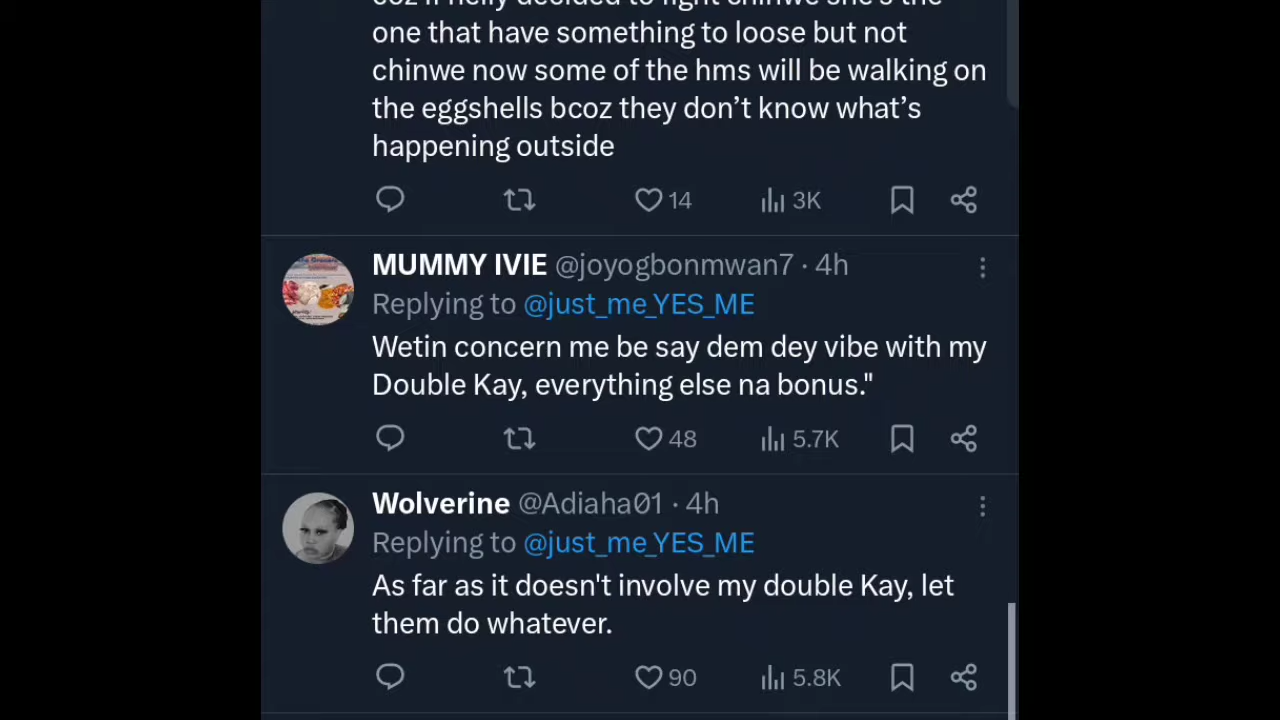 one that have something to loose but not
chinwe now some of the hms will be walking on
the eggshells bcoz they don’t know what’s
happening outside
14 3K
MUMMY IVIE @joyogbonmwan7 · 4h
Replying to @just_me_YES_ME
Wetin concern me be say dem dey vibe with my
Double Kay, everything else na bonus."
48 5.7K
Wolverine @Adiaha01 · 4h
Replying to @just_me_YES_ME
As far as it doesn't involve my double Kay, let
them do whatever.
90 5.8K